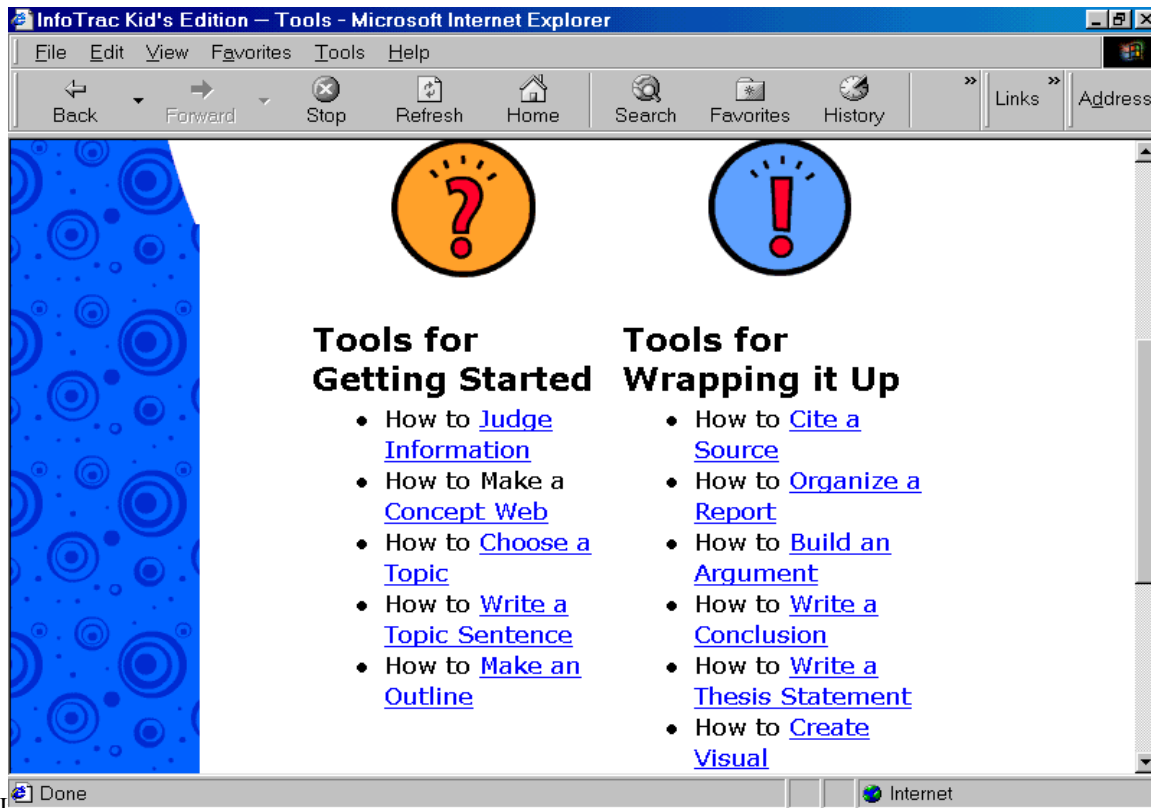 InfoTrac Kid's Edition — Tools - Microsoft Internet Explorer
File Edit View Favorites Tools Help
Back Forward Stop Refresh Home Search Favorites History » Links » Address
?
!
Tools for
Getting Started
• How to Judge
Information
• How to Make a
Concept Web
• How to Choose a
Topic
• How to Write a
Topic Sentence
• How to Make an
Outline
Tools for
Wrapping it Up
• How to Cite a
Source
• How to Organize a
Report
• How to Build an
Argument
• How to Write a
Conclusion
• How to Write a
Thesis Statement
• How to Create
Visual
Done Internet